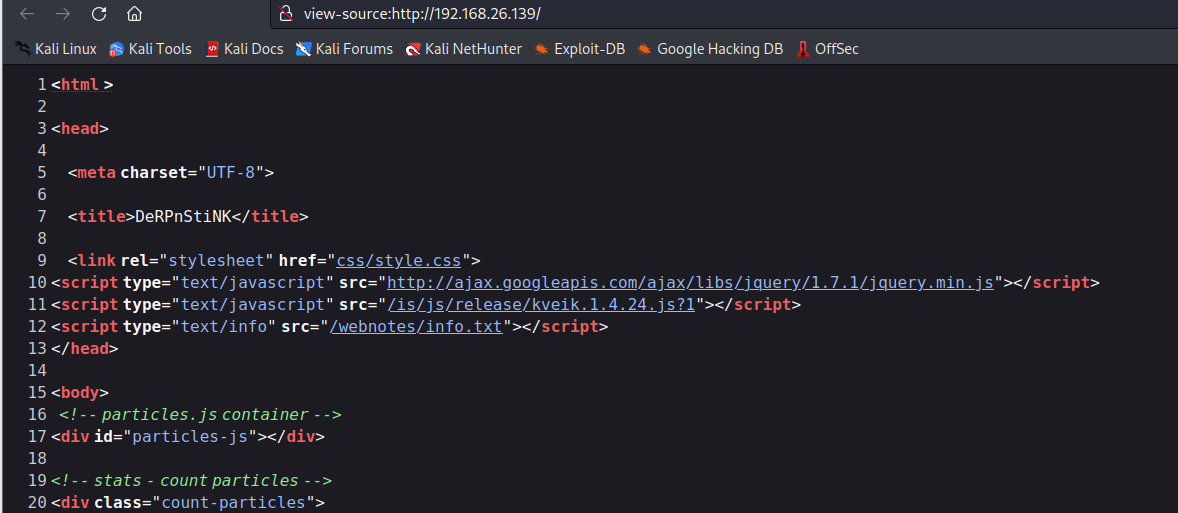 view-source:http://192.168.26.139/
Kali Linux Kali Tools Kali Docs Kali Forums Kali NetHunter Exploit-DB Google Hacking DB OffSec
1 <html >
2
3 <head>
4
5 <meta charset="UTF-8">
6
7 <title>DeRPnStiNK</title>
8
9 <link rel="stylesheet" href="css/style.css">
10 <script type="text/javascript" src="http://ajax.googleapis.com/ajax/libs/jquery/1.7.1/jquery.min.js"></script>
11 <script type="text/javascript" src="/is/js/release/kveik.1.4.24.js?1"></script>
12 <script type="text/info" src="/webnotes/info.txt"></script>
13 </head>
14
15 <body>
16 <!-- particles.js container -->
17 <div id="particles-js"></div>
18
19 <!-- stats - count particles -->
20 <div class="count-particles">